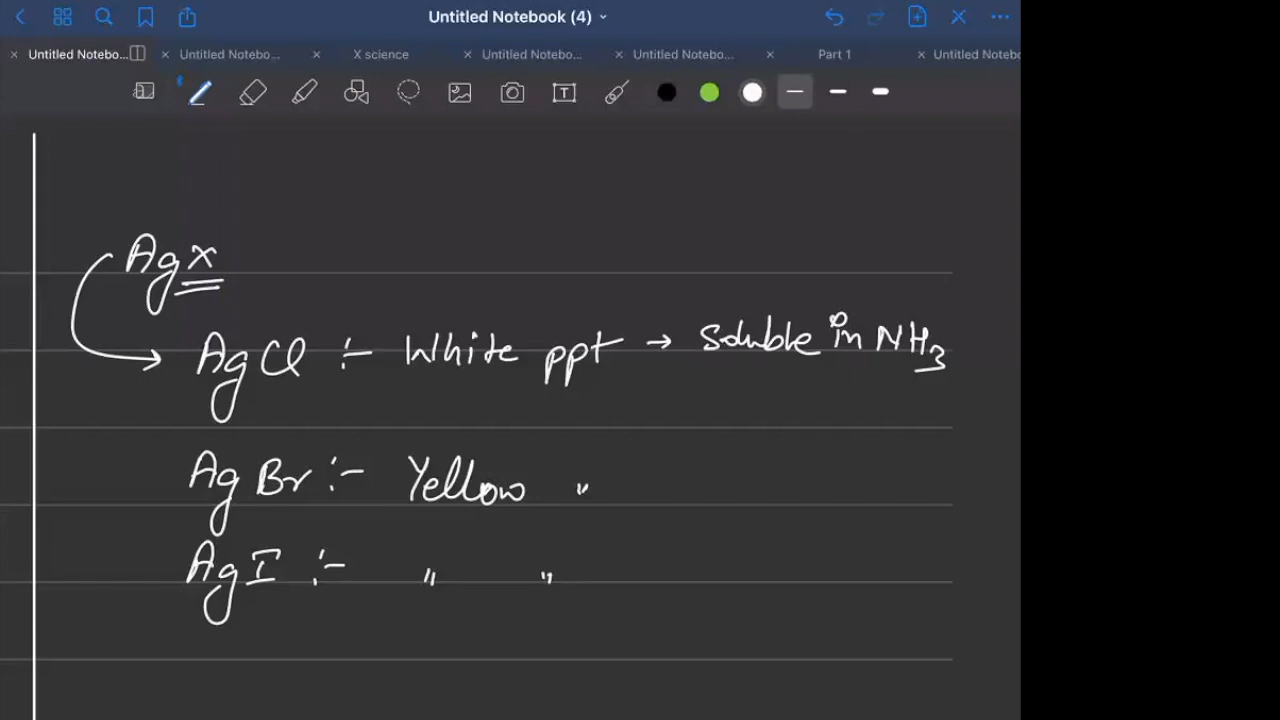 Untitled Notebook (4)
Untitled Notebo... Untitled Notebo... X science Untitled Notebo... Untitled Notebo... Part 1 Untitled Notebo
T
AgX
AgCl :- White ppt → Soluble in NH3
AgBr :- Yellow "
AgI :- " "